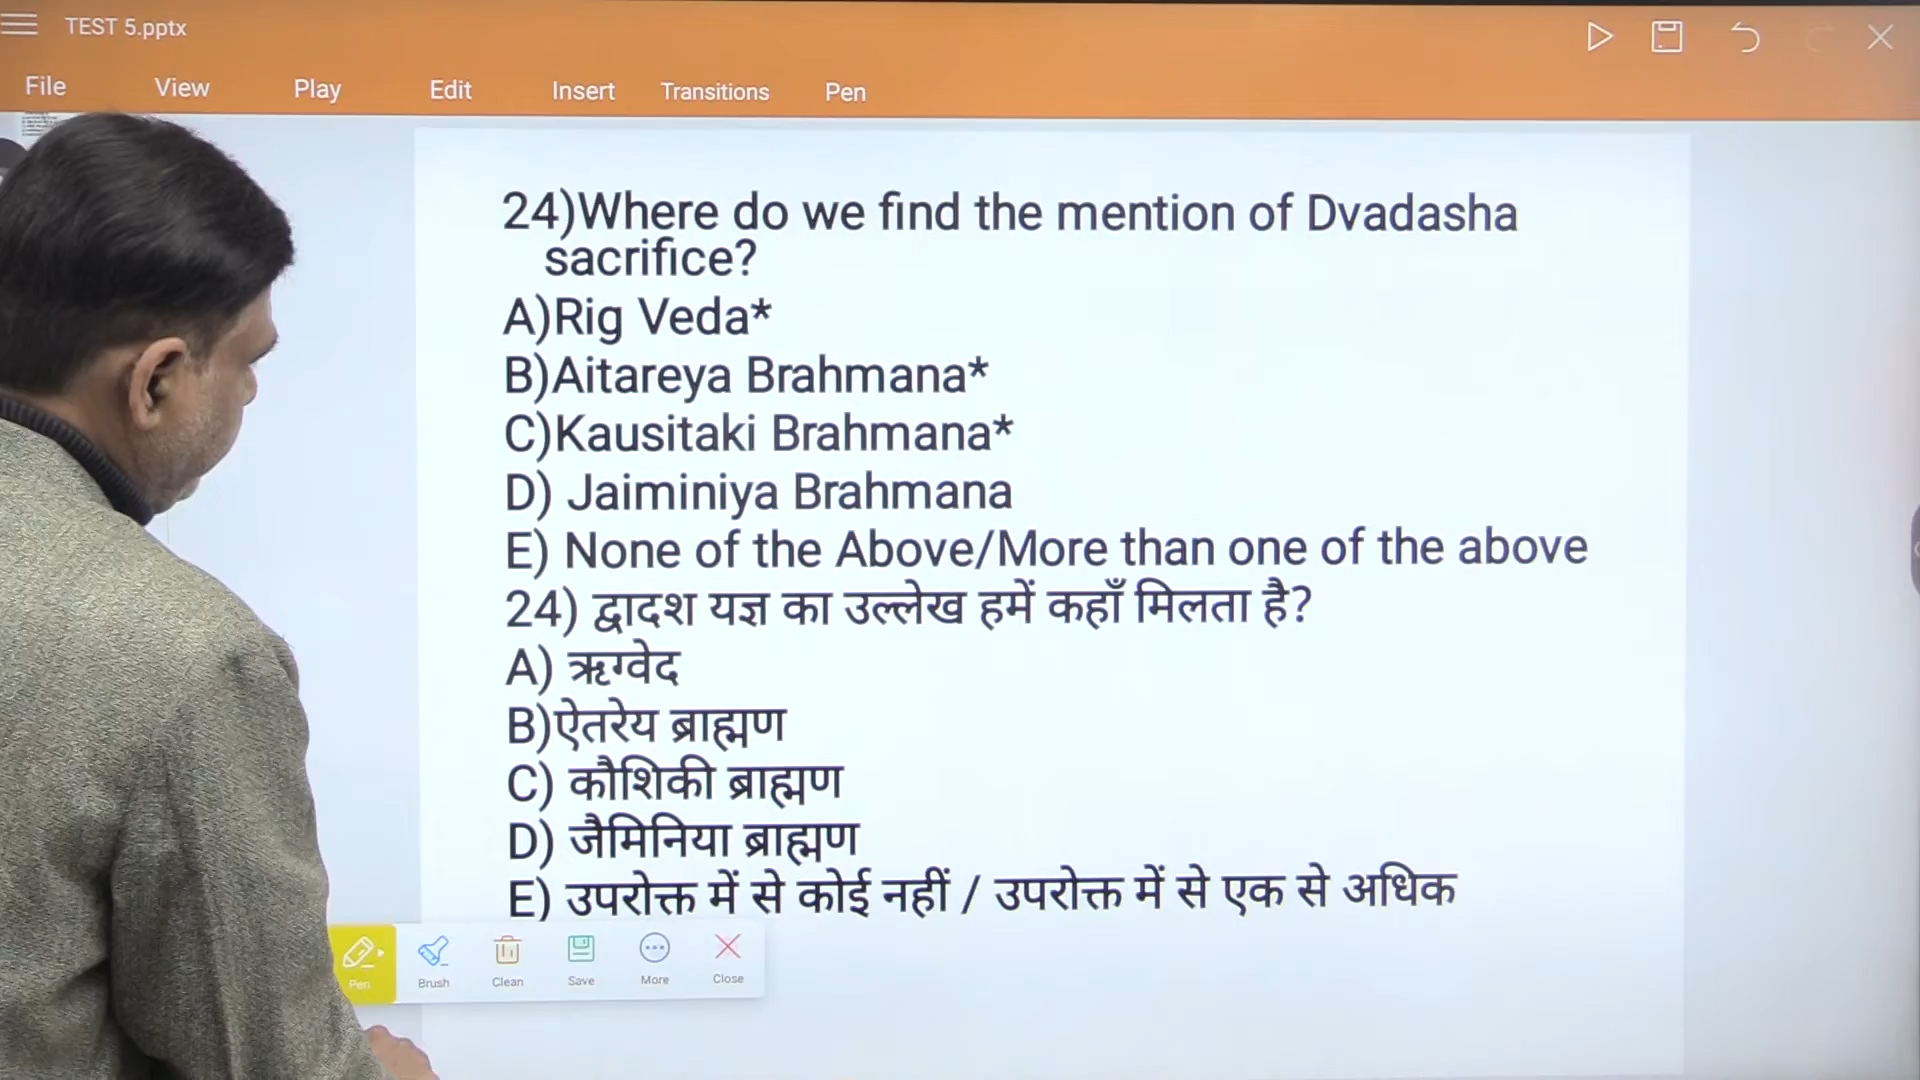 TEST 5.pptx
File View Play Edit Insert Transitions Pen
24)Where do we find the mention of Dvadasha
sacrifice?
A)Rig Veda*
B)Aitareya Brahmana*
C)Kausitaki Brahmana*
D) Jaiminiya Brahmana
E) None of the Above/More than one of the above
24) द्वादश यज्ञ का उल्लेख हमें कहाँ मिलता है?
A) ऋग्वेद
B)ऐतरेय ब्राह्मण
C) कौशिकी ब्राह्मण
D) जैमिनिया ब्राह्मण
E) उपरोक्त में से कोई नहीं / उपरोक्त में से एक से अधिक
Pen Brush Clean Save More Close